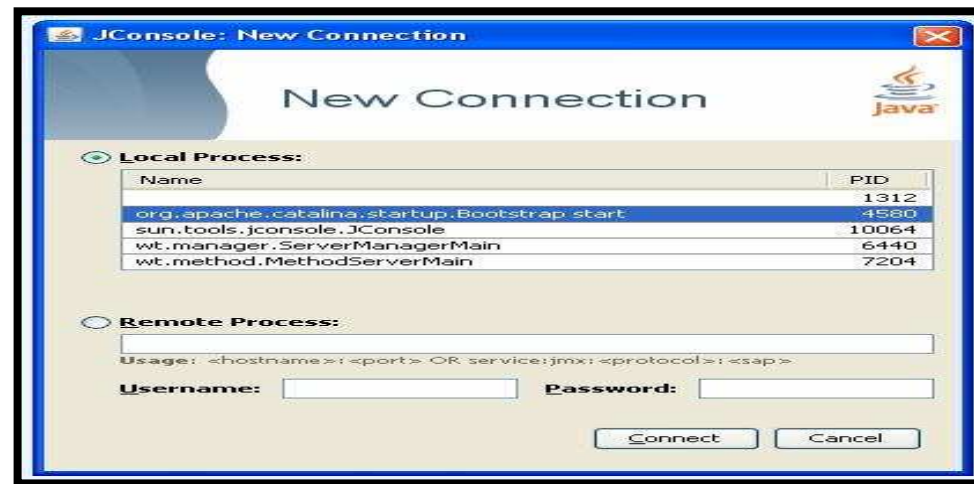 JConsole: New Connection
New Connection
Java
Local Process:
Name PID
1312
org.apache.catalina.startup.Bootstrap start 4580
sun.tools.jconsole.JConsole 10064
wt.manager.ServerManagerMain 6440
wt.method.MethodServerMain 7204
Remote Process:
Usage: <hostname>:<port> OR service:jmx:<protocol>:<sap>
Username: Password:
Connect Cancel